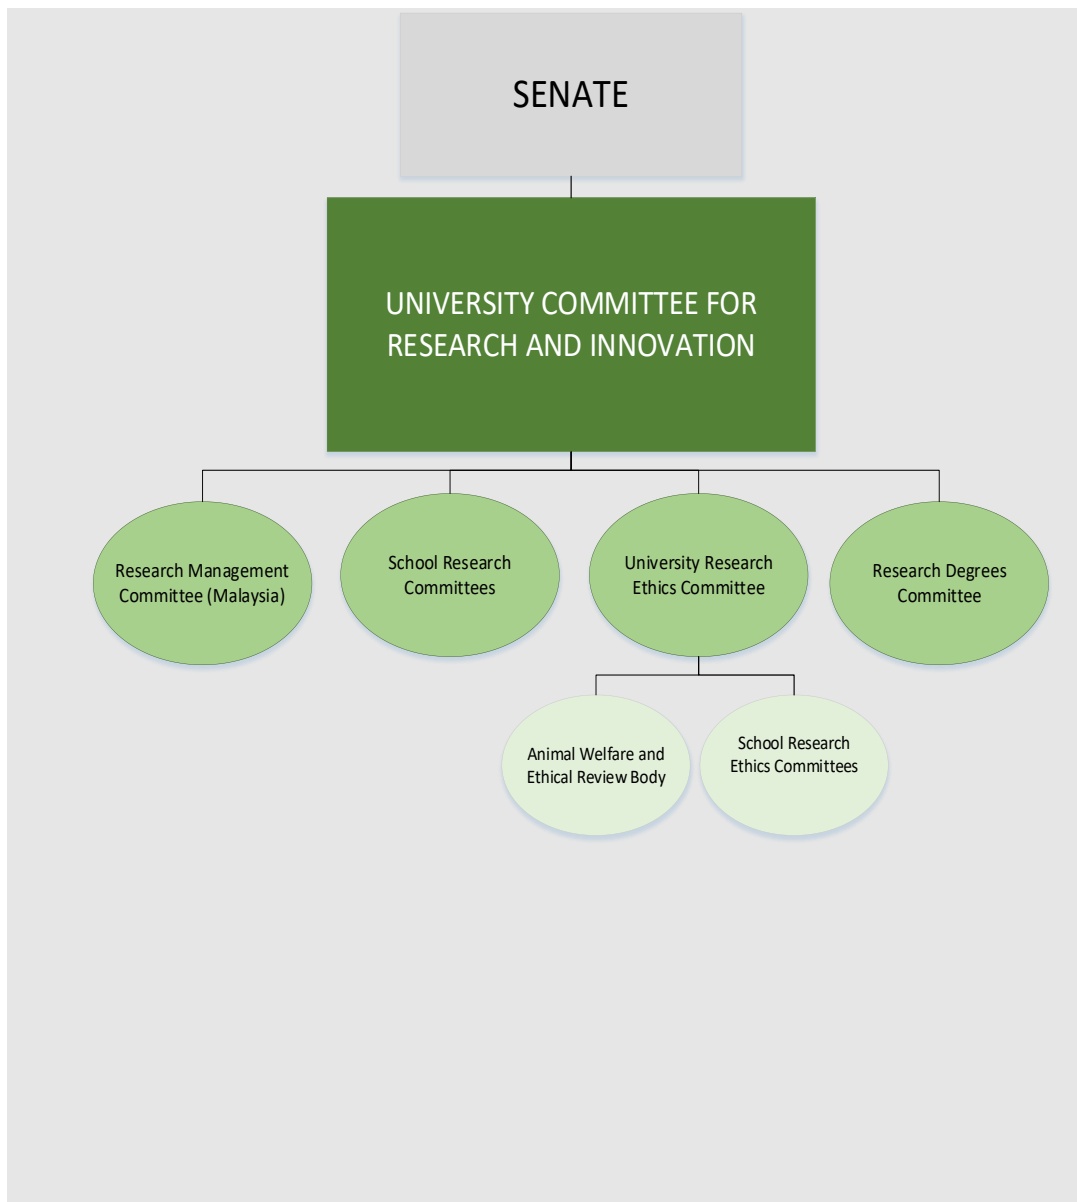 SENATE
UNIVERSITY COMMITTEE FOR
RESEARCH AND INNOVATION
Research Management
Committee (Malaysia)
School Research
Committees
University Research
Ethics Committee
Research Degrees
Committee
Animal Welfare and
Ethical Review Body
School Research
Ethics Committees